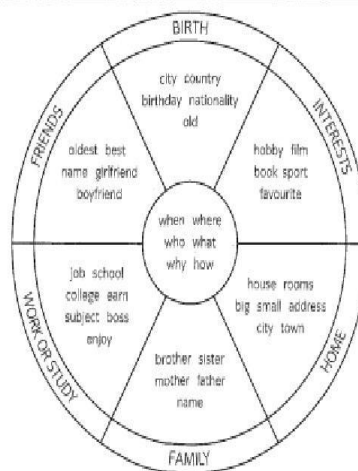 BIRTH
city country
birthday nationality
old
FRIENDS
oldest best
name girlfriend
boyfriend
INTERESTS
hobby film
book sport
favourite
when where
who what
why how
WORK OR STUDY
job school
college earn
subject boss
enjoy
house rooms
big small address
city town
HOME
brother sister
mother father
name
FAMILY